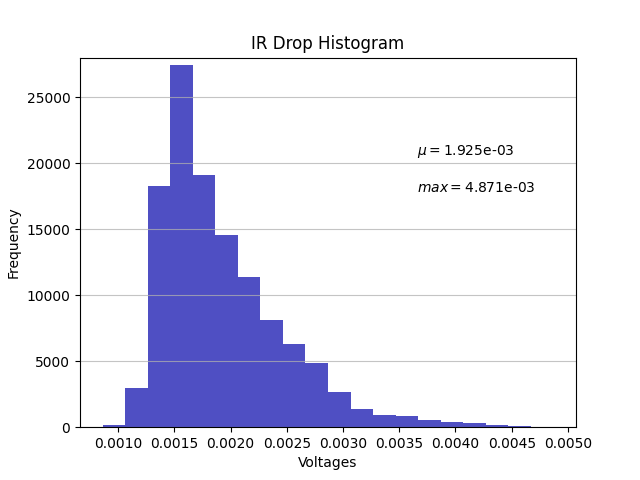 IR Drop Histogram
25000
20000
15000
10000
5000
0
Frequency
μ = 1.925e-03
max = 4.871e-03
0.0010 0.0015 0.0020 0.0025 0.0030 0.0035 0.0040 0.0045 0.0050
Voltages